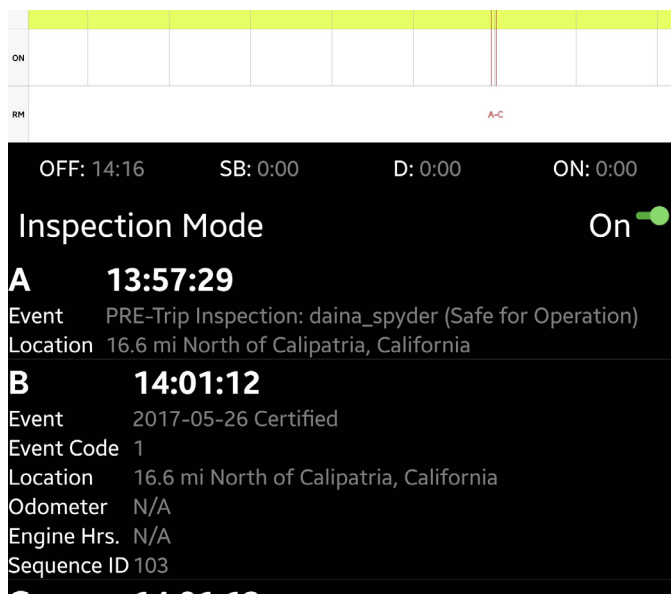 ON
RM
A-C
OFF: 14:16 SB: 0:00 D: 0:00 ON: 0:00
Inspection Mode On
A 13:57:29
Event PRE-Trip Inspection: daina_spyder (Safe for Operation)
Location 16.6 mi North of Calipatria, California
B 14:01:12
Event 2017-05-26 Certified
Event Code 1
Location 16.6 mi North of Calipatria, California
Odometer N/A
Engine Hrs. N/A
Sequence ID 103